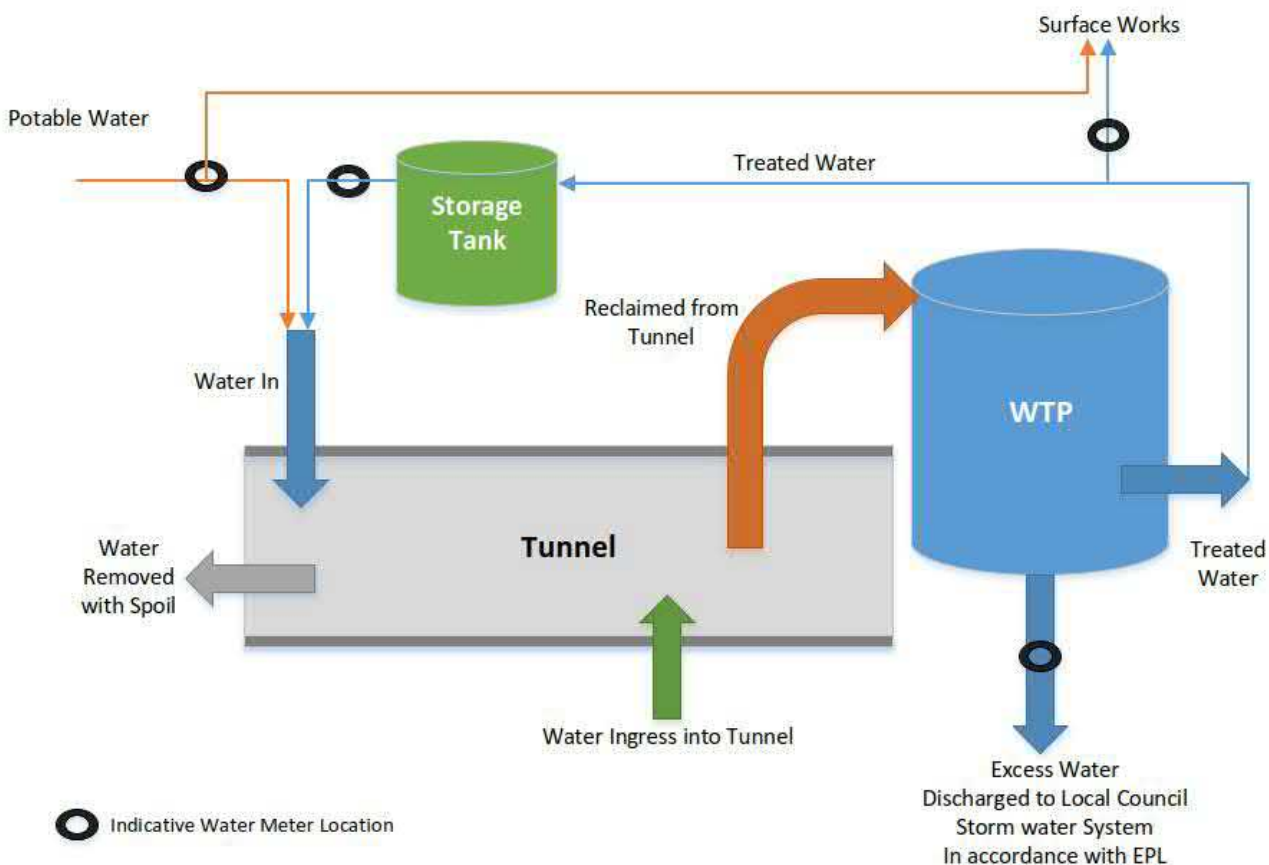 Surface Works
Potable Water
Treated Water
Storage
Tank
Reclaimed from
Tunnel
Water In
WTP
Tunnel
Water
Removed
with Spoil
Treated
Water
Water Ingress into Tunnel
Excess Water
Discharged to Local Council
Storm water System
In accordance with EPL
Indicative Water Meter Location